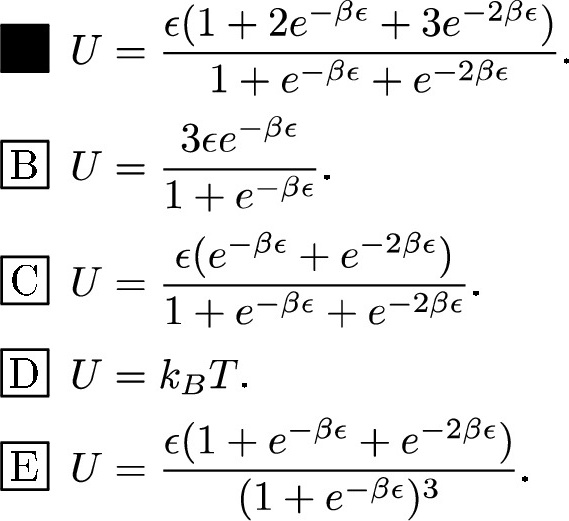 ■ $U = \frac{\epsilon(1 + 2e^{-\beta\epsilon} + 3e^{-2\beta\epsilon})}{1 + e^{-\beta\epsilon} + e^{-2\beta\epsilon}}.$
B $U = \frac{3\epsilon e^{-\beta\epsilon}}{1 + e^{-\beta\epsilon}}.$
C $U = \frac{\epsilon(e^{-\beta\epsilon} + e^{-2\beta\epsilon})}{1 + e^{-\beta\epsilon} + e^{-2\beta\epsilon}}.$
D $U = k_B T.$
E $U = \frac{\epsilon(1 + e^{-\beta\epsilon} + e^{-2\beta\epsilon})}{(1 + e^{-\beta\epsilon})^3}.$